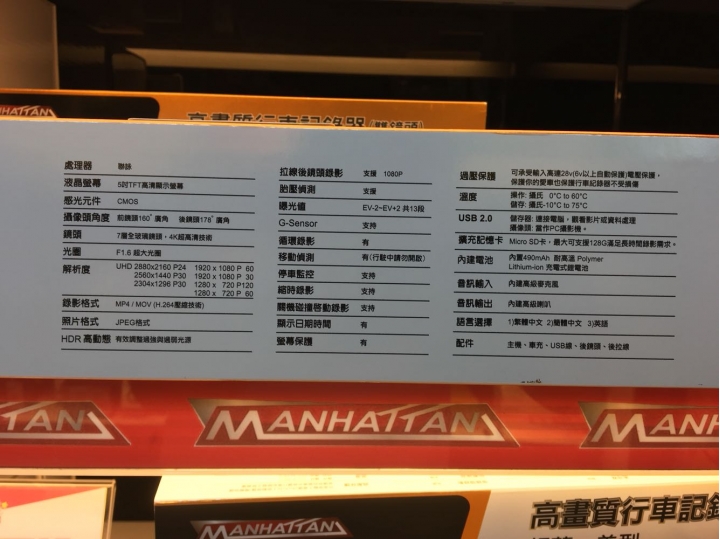 MANHATTAN
高畫質行車記錄器
處理器 聯詠
液晶螢幕 5吋TFT高清顯示螢幕
感光元件 CMOS
攝像頭角度 前鏡頭160°廣角 後鏡頭178°廣角
鏡頭 7層全玻璃鏡頭，4K超高清技術
光圈 F1.6 超大光圈
解析度 UHD 2880x2160 P24 1920 x 1080 P 60
2560x1440 P30 1920 x 1080 P 30
2304x1296 P30 1280 x 720 P120
1280 x 720 P 60
錄影格式 MP4 / MOV (H.264壓縮技術)
照片格式 JPEG格式
HDR 高動態 有效調整過強與過弱光源
拉線後鏡頭錄影 支援 1080P
胎壓偵測 支援
曝光值 EV-2~EV+2 共13段
G-Sensor 支持
循環錄影 有
移動偵測 有(行駛中請勿開啟)
停車監控 支持
縮時錄影 支持
關機碰撞啓動錄影 支持
顯示日期時間 有
螢幕保護 有
過壓保護 可承受輸入高達28v(6v以上自動保護)電壓保護，
保護你的愛車也保護行車記錄器不受損傷
溫度 操作: 攝氏 0°C to 60°C
儲存: 攝氏-10°C to 75°C
USB 2.0 儲存器: 連接電腦，觀看影片或資料處理
攝像頭: 當作PC攝影機。
擴充記憶卡 Micro SD卡，最大可支援128G滿足長時間錄影需求。
內建電池 內置490mAh 耐高溫 Polymer
Lithium-ion 充電式鋰電池
音訊輸入 內建高級麥克風
音訊輸出 內建高級喇叭
語言選擇 1)繁體中文 2)簡體中文 3)英語
配件 主機、車充、USB線、後鏡頭、後拉線
TTAN MANHATTAN MANH
MANHATTAN
高畫質行車記錄